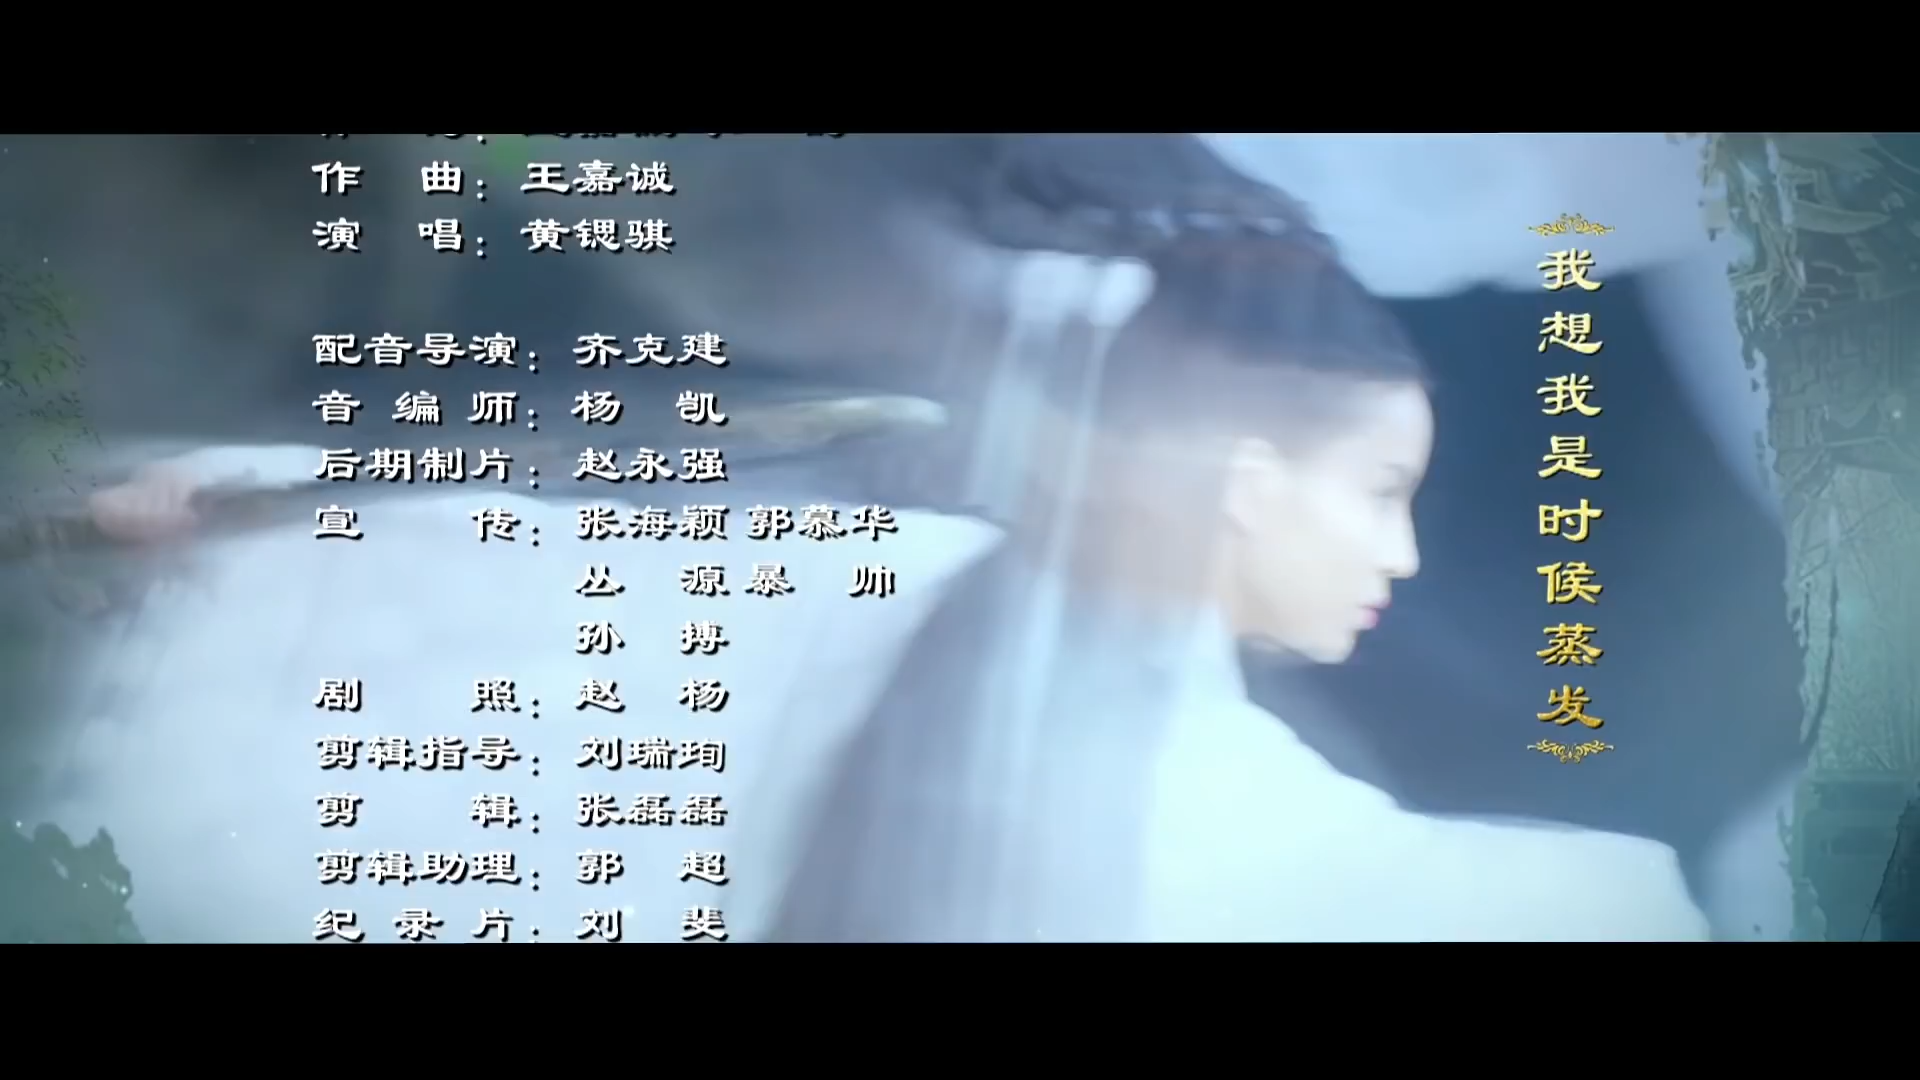 作 曲：王嘉诚
演 唱：黄锶骐
配音导演：齐克建
音 编 师：杨 凯
后期制片：赵永强
宣 传：张海颖 郭慕华
丛 源 暴 帅
孙 搏
剧 照：赵 杨
剪辑指导：刘瑞珣
剪 辑：张磊磊
剪辑助理：郭 超
纪 录 片：刘 斐
我想我是时候蒸发